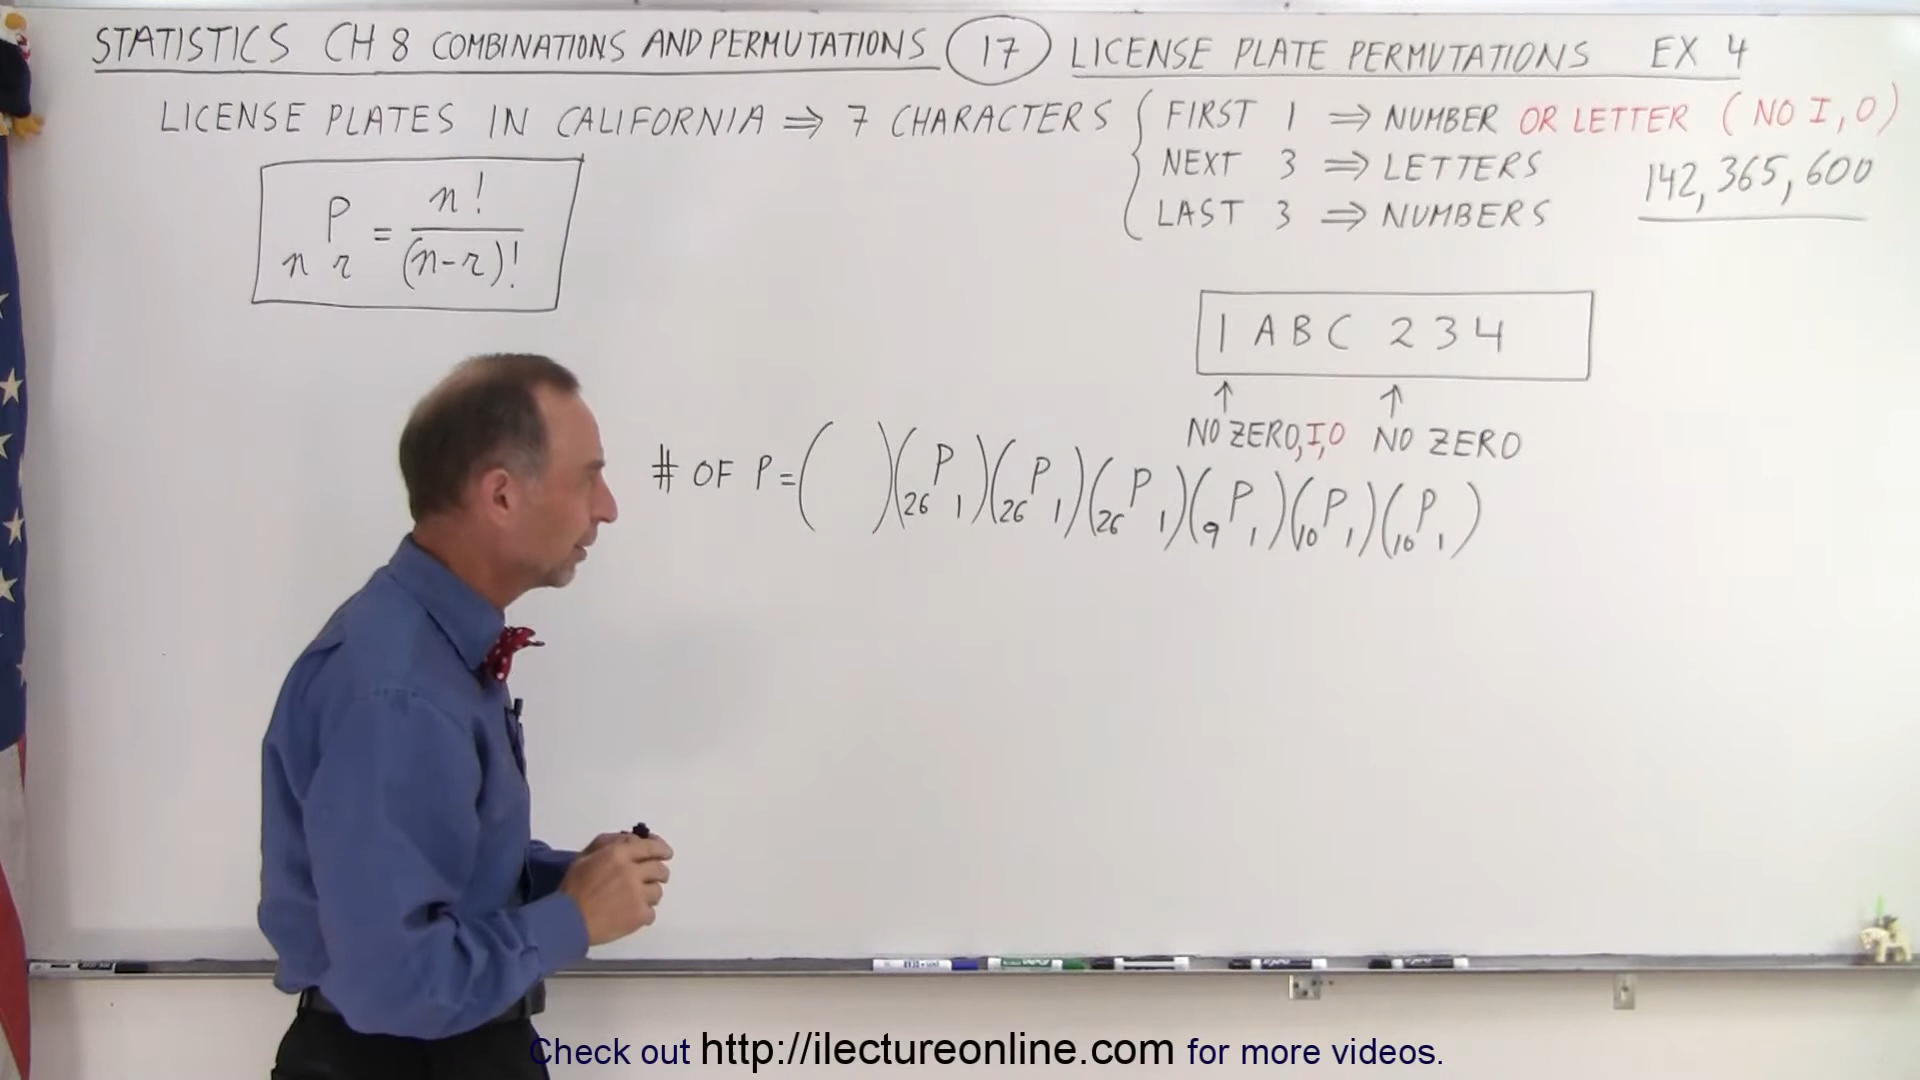 STATISTICS CH 8 COMBINATIONS AND PERMUTATIONS 17 LICENSE PLATE PERMUTATIONS EX 4
LICENSE PLATES IN CALIFORNIA ⇒ 7 CHARACTERS { FIRST 1 ⇒ NUMBER OR LETTER (NO I, O)
NEXT 3 ⇒ LETTERS
LAST 3 ⇒ NUMBERS
142,365,600
nPr = n! / (n-r)!
1 ABC 234
↑ ↑
NO ZERO, I, O NO ZERO
# OF P = ( )(26P1)(26P1)(26P1)(9P1)(10P1)(10P1)
Check out http://ilectureonline.com for more videos.